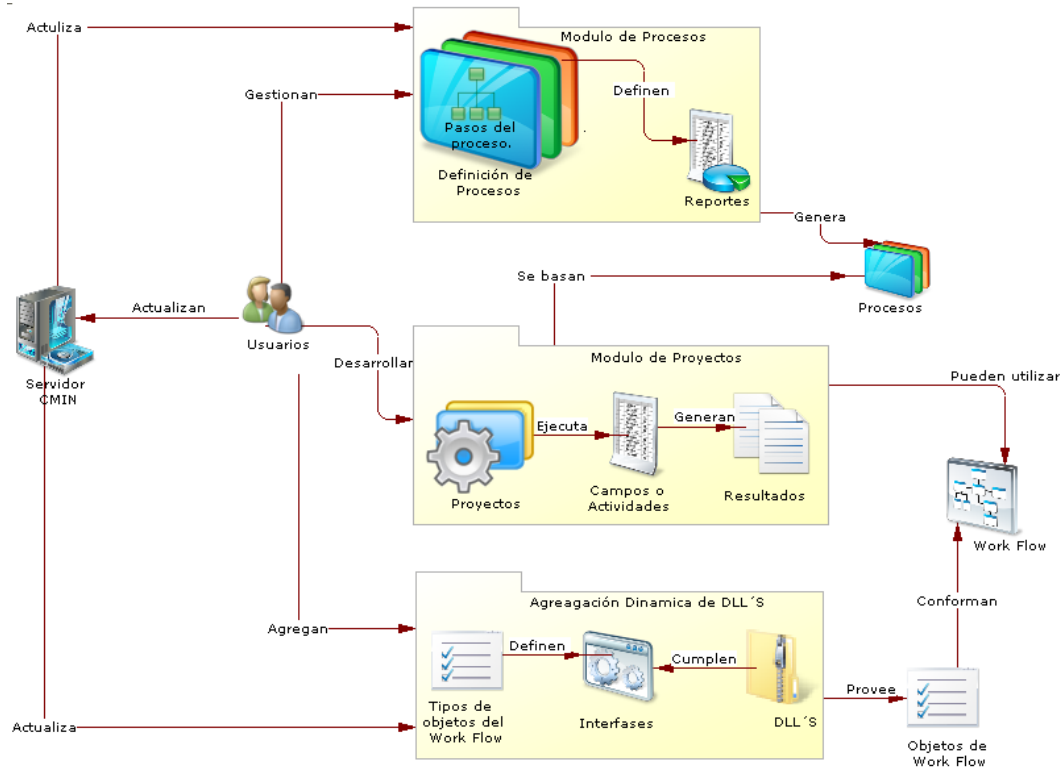 Actuliza
Modulo de Procesos
Gestionan
Definen
Pasos del
proceso.
Definición de
Procesos
Reportes
Genera
Se basan
Procesos
Actualizan
Usuarios
Servidor
CMIN
Desarrollar
Modulo de Proyectos
Pueden utilizar
Ejecuta
Generan
Proyectos
Campos o
Actividades
Resultados
Work Flow
Agreagación Dinamica de DLL´S
Conforman
Agregan
Definen
Cumplen
Provee
Tipos de
objetos del
Work Flow
Interfases
DLL´S
Actualiza
Objetos de
Work Flow